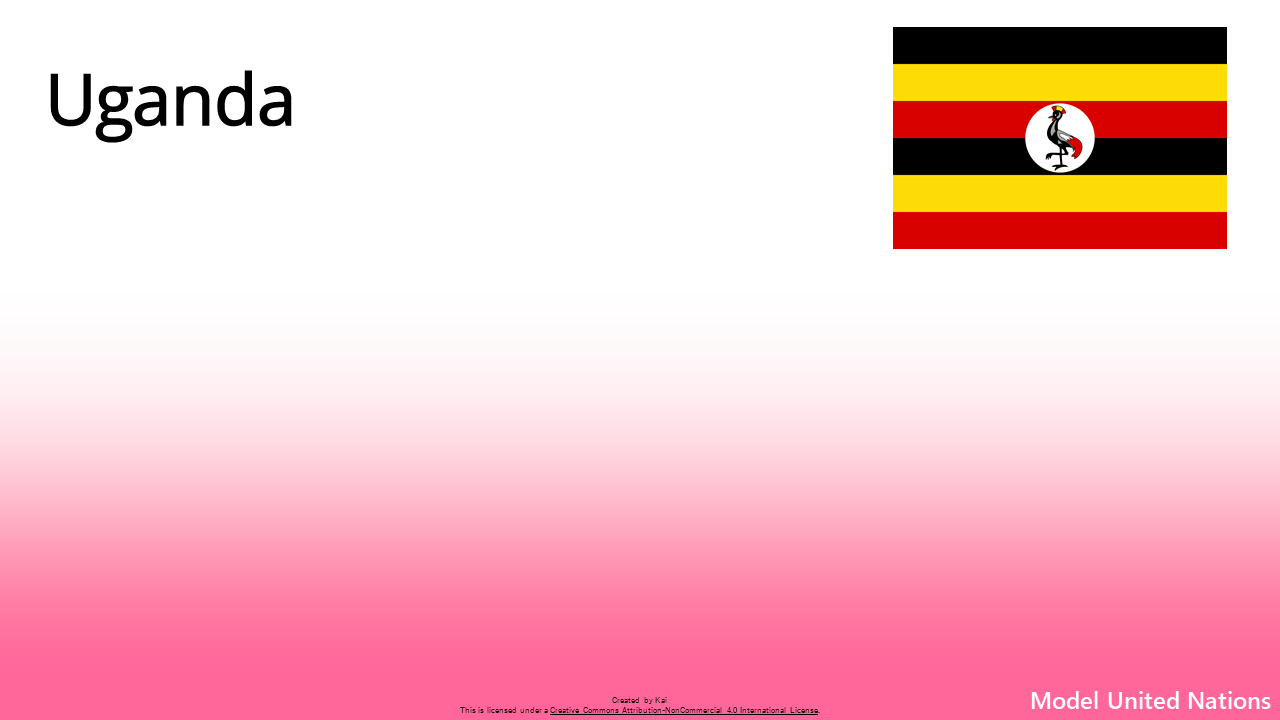 Uganda
Created by Kai
This is licensed under a Creative Commons Attribution-NonCommercial 4.0 International License.
Model United Nations